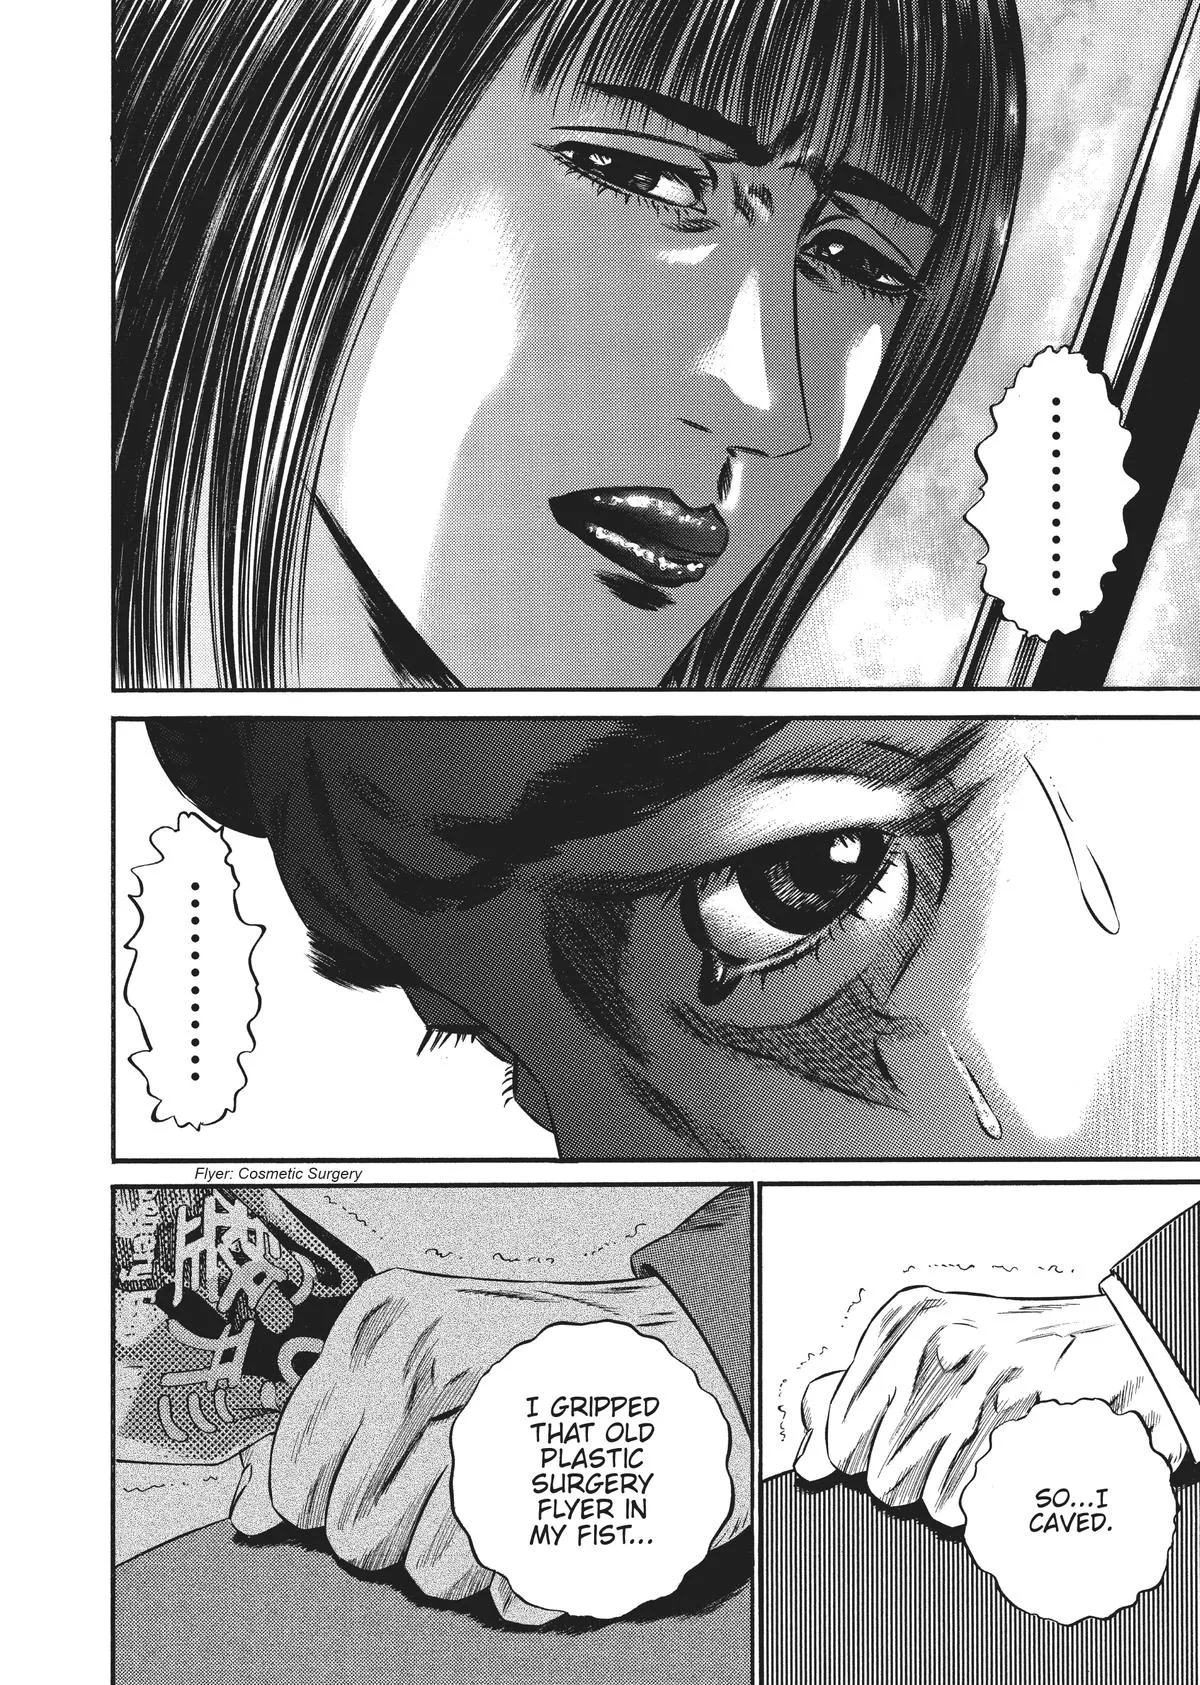 ..........
..........
Flyer: Cosmetic Surgery
SO...I
CAVED.
I GRIPPED
THAT OLD
PLASTIC
SURGERY
FLYER IN
MY FIST...